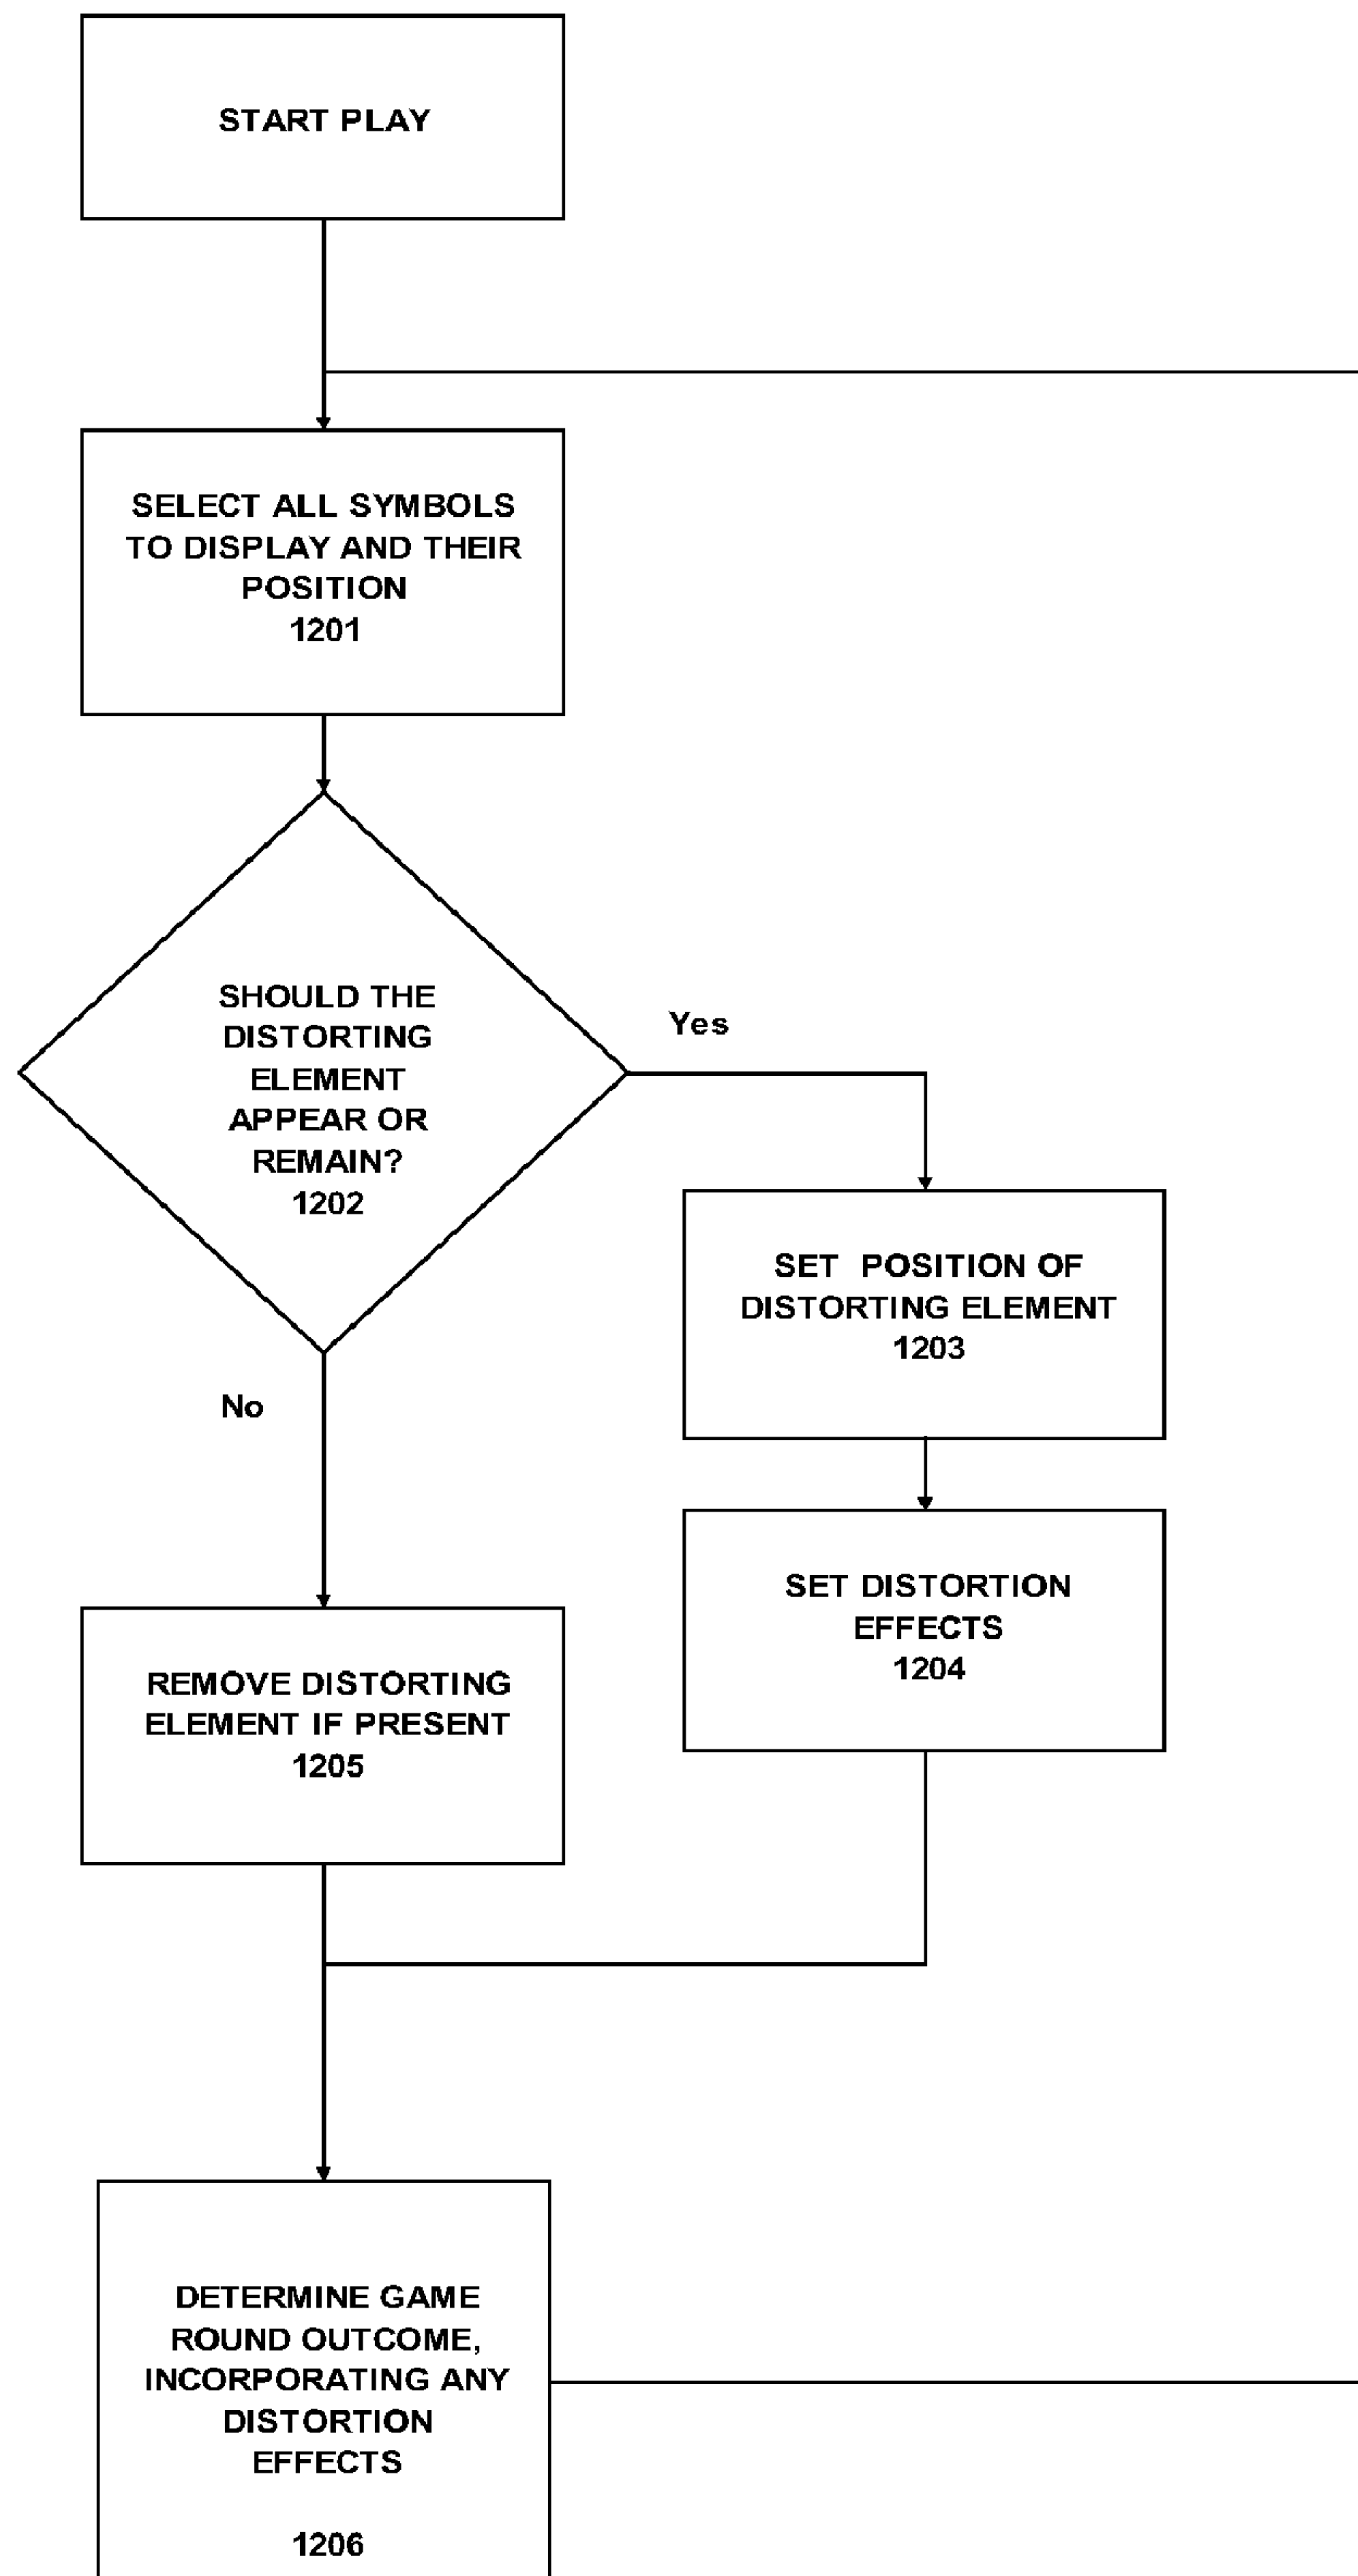 START PLAY
SELECT ALL SYMBOLS
TO DISPLAY AND THEIR
POSITION
1201
SHOULD THE
DISTORTING
ELEMENT
APPEAR OR
REMAIN?
1202
Yes
SET POSITION OF
DISTORTING ELEMENT
1203
No
SET DISTORTION
EFFECTS
1204
REMOVE DISTORTING
ELEMENT IF PRESENT
1205
DETERMINE GAME
ROUND OUTCOME,
INCORPORATING ANY
DISTORTION
EFFECTS
1206